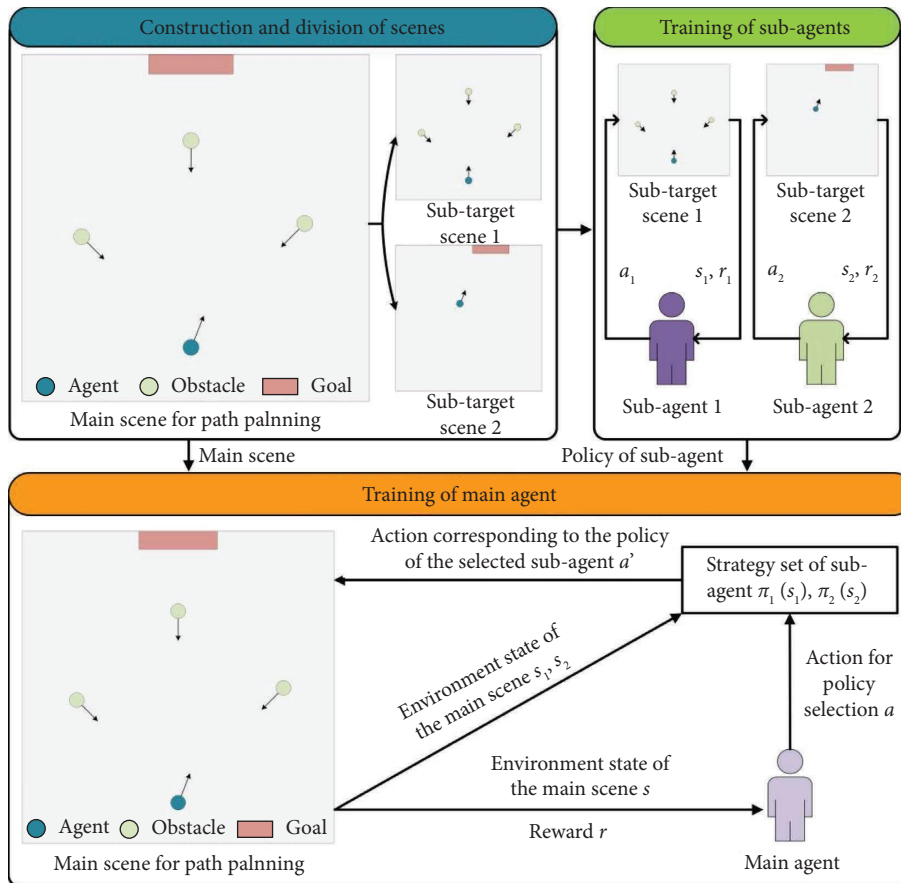 Construction and division of scenes
Agent
Obstacle
Goal
Main scene for path palnning
Sub-target
scene 1
Sub-target
scene 2
Training of sub-agents
Sub-target
scene 1
Sub-target
scene 2
a₁
s₁, r₁
a₂
s₂, r₂
Sub-agent 1
Sub-agent 2
Main scene
Policy of sub-agent
Training of main agent
Action corresponding to the policy
of the selected sub-agent a'
Strategy set of sub-
agent π₁ (s₁), π₂ (s₂)
Environment state of
the main scene s₁, s₂
Action for
policy
selection a
Environment state of
the main scene s
Reward r
Agent
Obstacle
Goal
Main scene for path palnning
Main agent